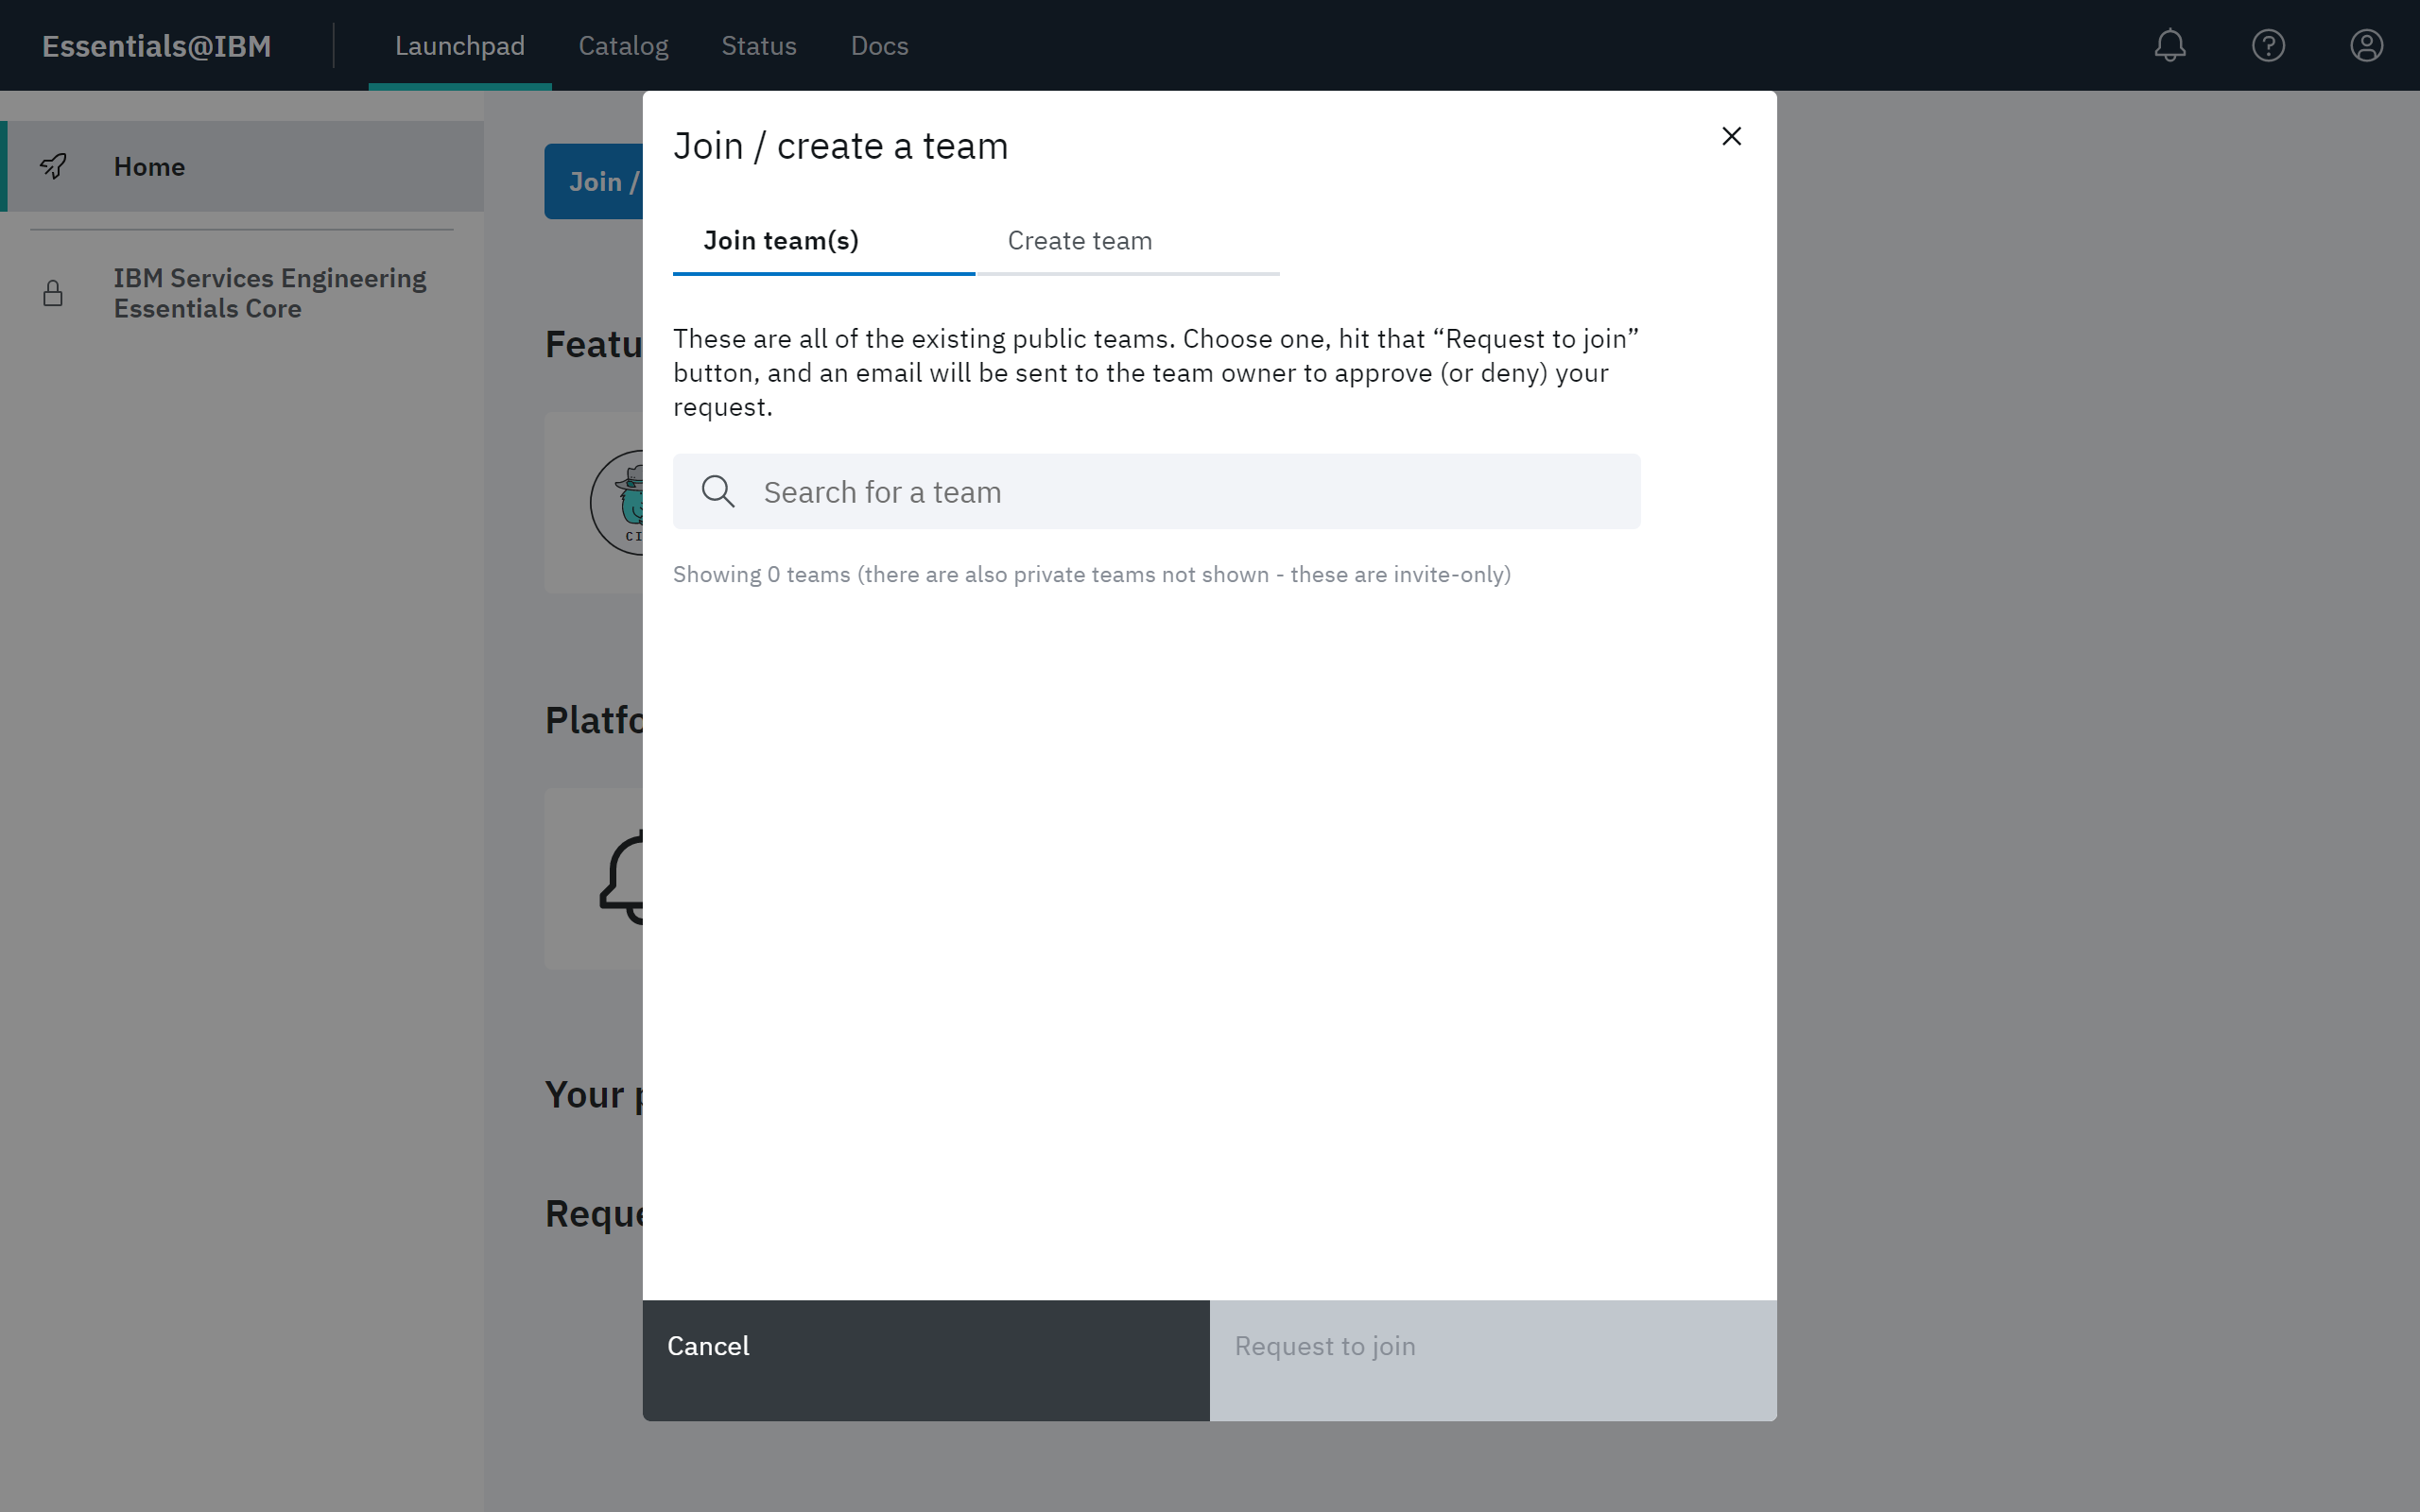 Essentials@IBM
Launchpad
Catalog
Status
Docs
Home
IBM Services Engineering
Essentials Core
Join /
Featu
CI
Platfo
Your
Reque
Join / create a team
Join team(s)
Create team
These are all of the existing public teams. Choose one, hit that “Request to join”
button, and an email will be sent to the team owner to approve (or deny) your
request.
Search for a team
Showing 0 teams (there are also private teams not shown - these are invite-only)
Cancel
Request to join